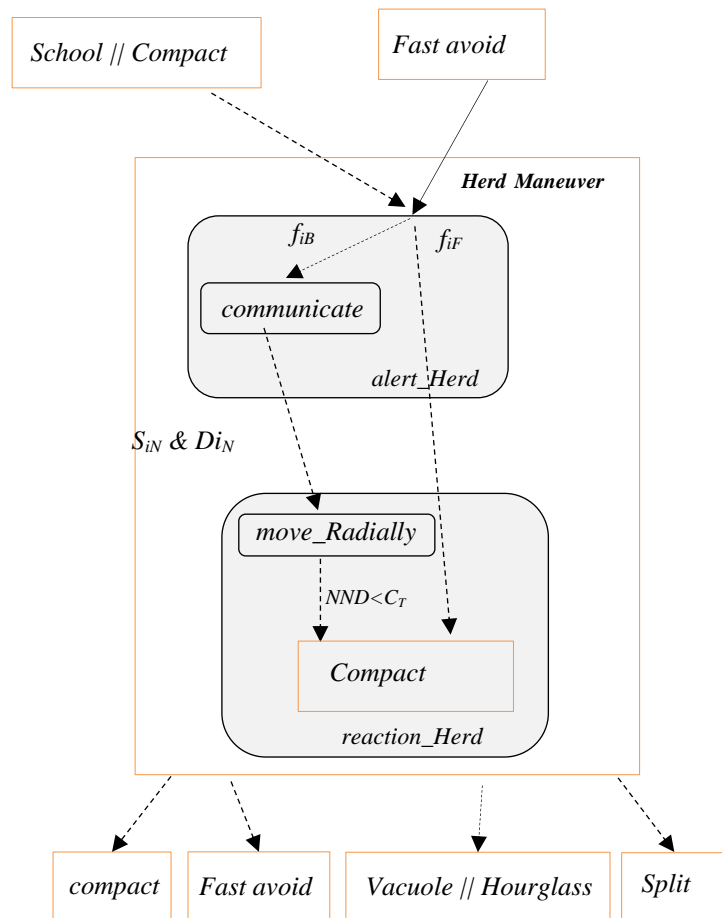 School // Compact
Fast avoid
Herd Maneuver
fiB
fiF
communicate
alert_Herd
SiN & DiN
move_Radially
NND<CT
Compact
reaction_Herd
compact
Fast avoid
Vacuole // Hourglass
Split